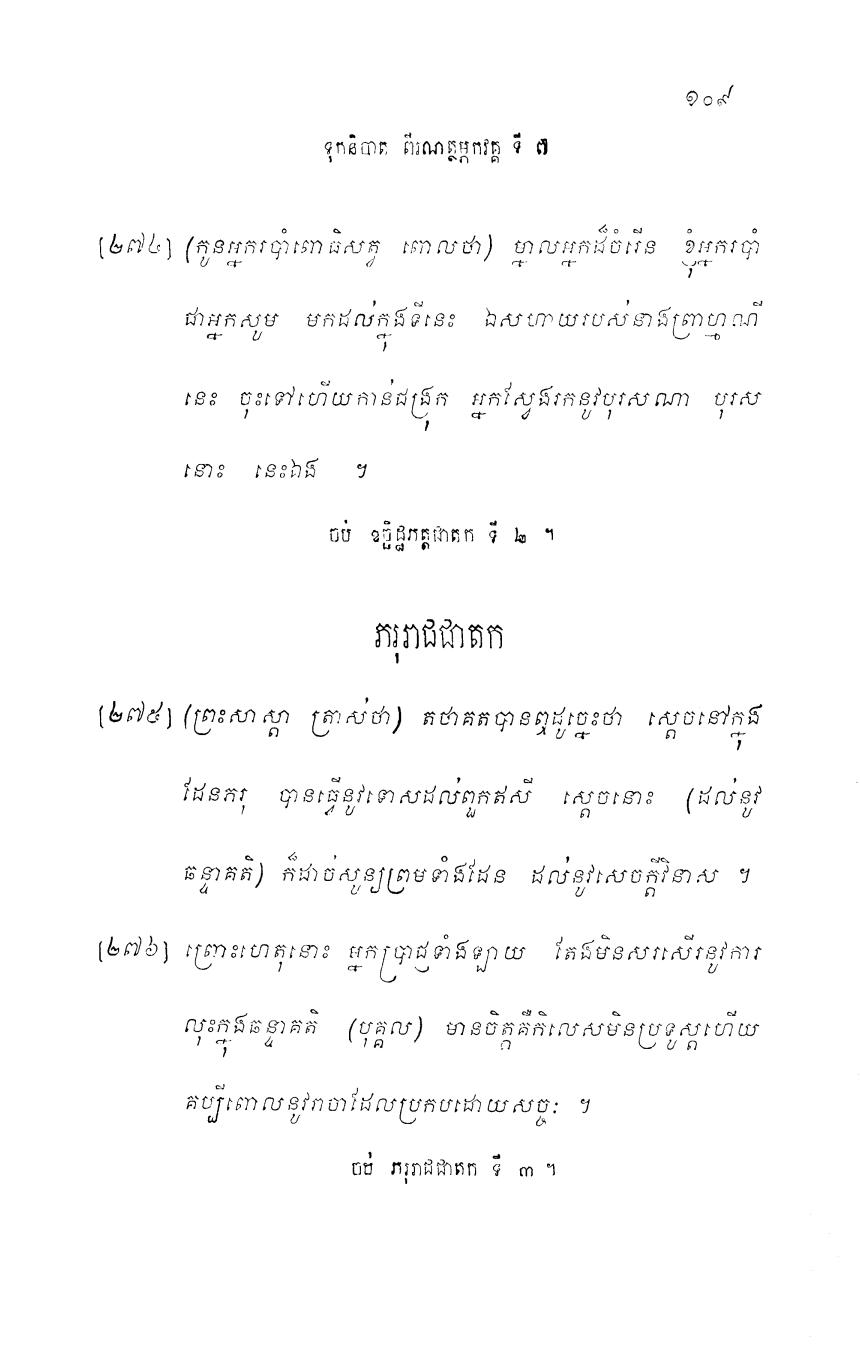 ១០៩
ទុកនិបាត ពីរណត្ថម្ភកវគ្គ ទី ៧
[២៧៤] (កូនអ្នករបាំពោធិសត្វ ពោលថា) ម្នាលអ្នកដ៏ចំរើន ខ្ញុំអ្នករបាំ
ជាអ្នកសូម មកដល់ក្នុងទីនេះ ឯសហាយរបស់នាងព្រាហ្មណី
នេះ ចុះទៅហើយកាន់ជង្រុក អ្នកស្វែងរកនូវបុរសណា បុរស
នោះ នេះឯង ។
ចប់ ឧច្ឆិដ្ឋភត្តជាតក ទី ២ ។
ភរុរាជជាតក
[២៧៥] (ព្រះសាស្តា ត្រាស់ថា) តថាគតបានឮដូច្នេះថា ស្តេចនៅក្នុង
ដែនភរុ បានធ្វើនូវទោសដល់ពួកឥសី ស្តេចនោះ (ដល់នូវ
ឆន្ទាគតិ) ក៏ដាច់សូន្យព្រមទាំងដែន ដល់នូវសេចក្តីវិនាស ។
[២៧៦] ព្រោះហេតុនោះ អ្នកប្រាជ្ញទាំងឡាយ តែងមិនសរសើរនូវការ
លុះក្នុងឆន្ទាគតិ (បុគ្គល) មានចិត្តគឺកិលេសមិនប្រទូស្តហើយ
គប្បីពោលនូវវាចាដែលប្រកបដោយសច្ចៈ ។
ចប់ ភរុរាជជាតក ទី ៣ ។